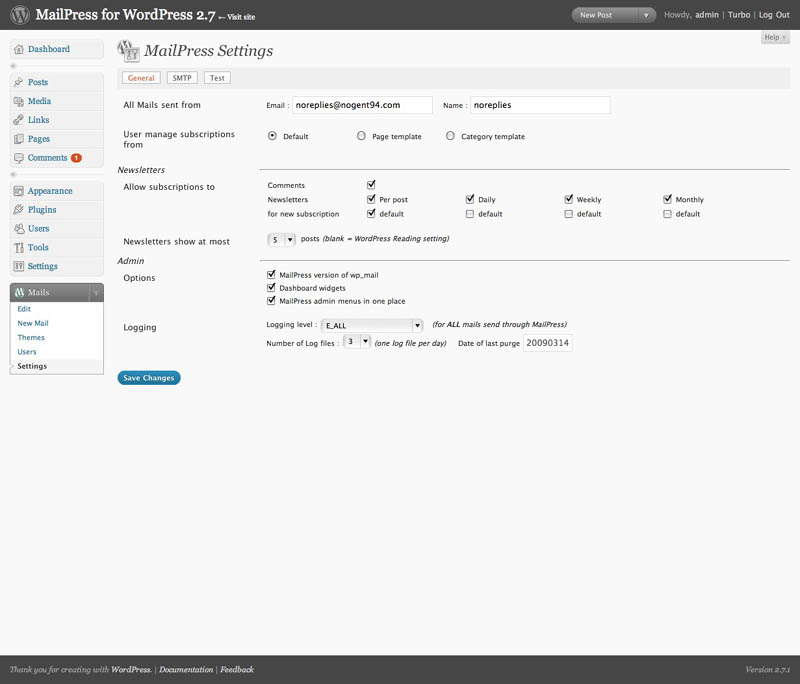 MailPress for WordPress 2.7 ← Visit site
New Post
Howdy, admin | Turbo | Log Out
Help
Dashboard
Posts
Media
Links
Pages
Comments 1
Appearance
Plugins
Users
Tools
Settings
Mails
Edit
New Mail
Themes
Users
Settings
MailPress Settings
General SMTP Test
All Mails sent from Email : noreplies@nogent94.com Name : noreplies
User manage subscriptions from Default Page template Category template
Newsletters
Allow subscriptions to Comments
Newsletters Per post Daily Weekly Monthly
for new subscription default default default default
Newsletters show at most 5 posts (blank = WordPress Reading setting)
Admin
Options MailPress version of wp_mail
Dashboard widgets
MailPress admin menus in one place
Logging Logging level : E_ALL (for ALL mails send through MailPress)
Number of Log files : 3 (one log file per day) Date of last purge 20090314
Save Changes
Thank you for creating with WordPress. | Documentation | Feedback
Version 2.7.1